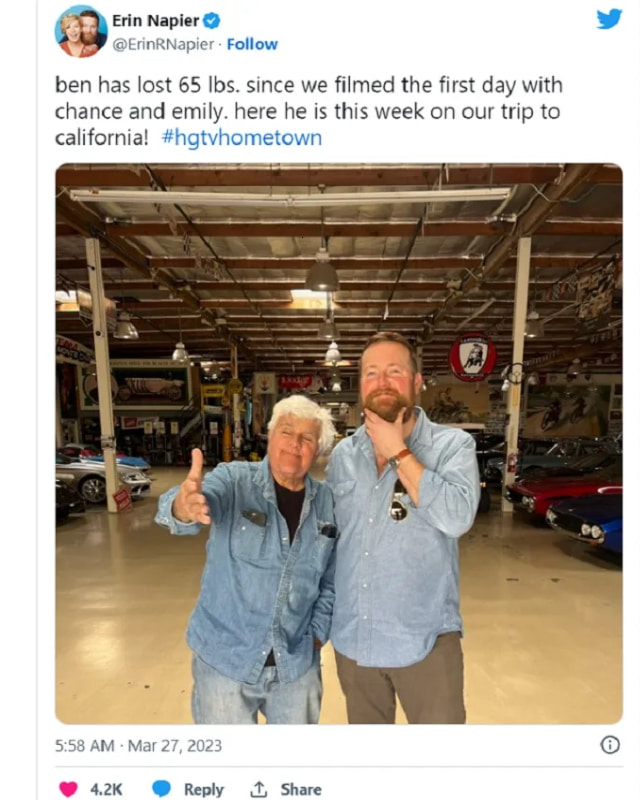 Erin Napier
@ErinRNapier · Follow
ben has lost 65 lbs. since we filmed the first day with
chance and emily. here he is this week on our trip to
california! #hgtvhometown
5:58 AM · Mar 27, 2023
4.2K Reply Share